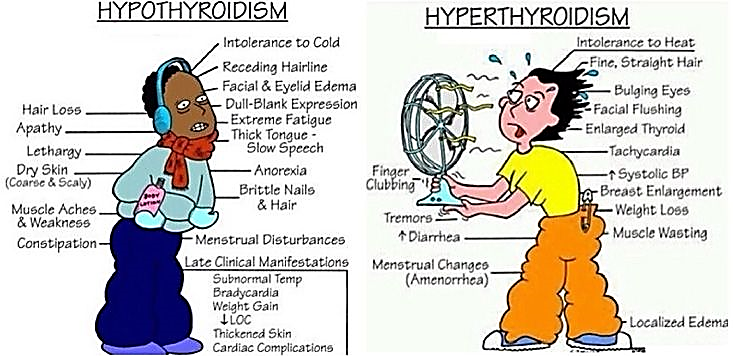 HYPOTHYROIDISM
Intolerance to Cold
Receding Hairline
Facial & Eyelid Edema
Dull-Blank Expression
Extreme Fatigue
Thick Tongue -
Slow Speech
Anorexia
Brittle Nails
& Hair
Menstrual Disturbances
Hair Loss
Apathy
Lethargy
Dry Skin
(Coarse & Scaly)
Muscle Aches
& Weakness
Constipation
BODY
LOTION
Late Clinical Manifestations
Subnormal Temp
Bradycardia
Weight Gain
↓LOC
Thickened Skin
Cardiac Complications
HYPERTHYROIDISM
Intolerance to Heat
Fine, Straight Hair
Bulging Eyes
Facial Flushing
Enlarged Thyroid
Tachycardia
↑Systolic BP
Breast Enlargement
Weight Loss
Muscle Wasting
Localized Edema
Finger
Clubbing
Tremors
↑Diarrhea
Menstrual Changes
(Amenorrhea)